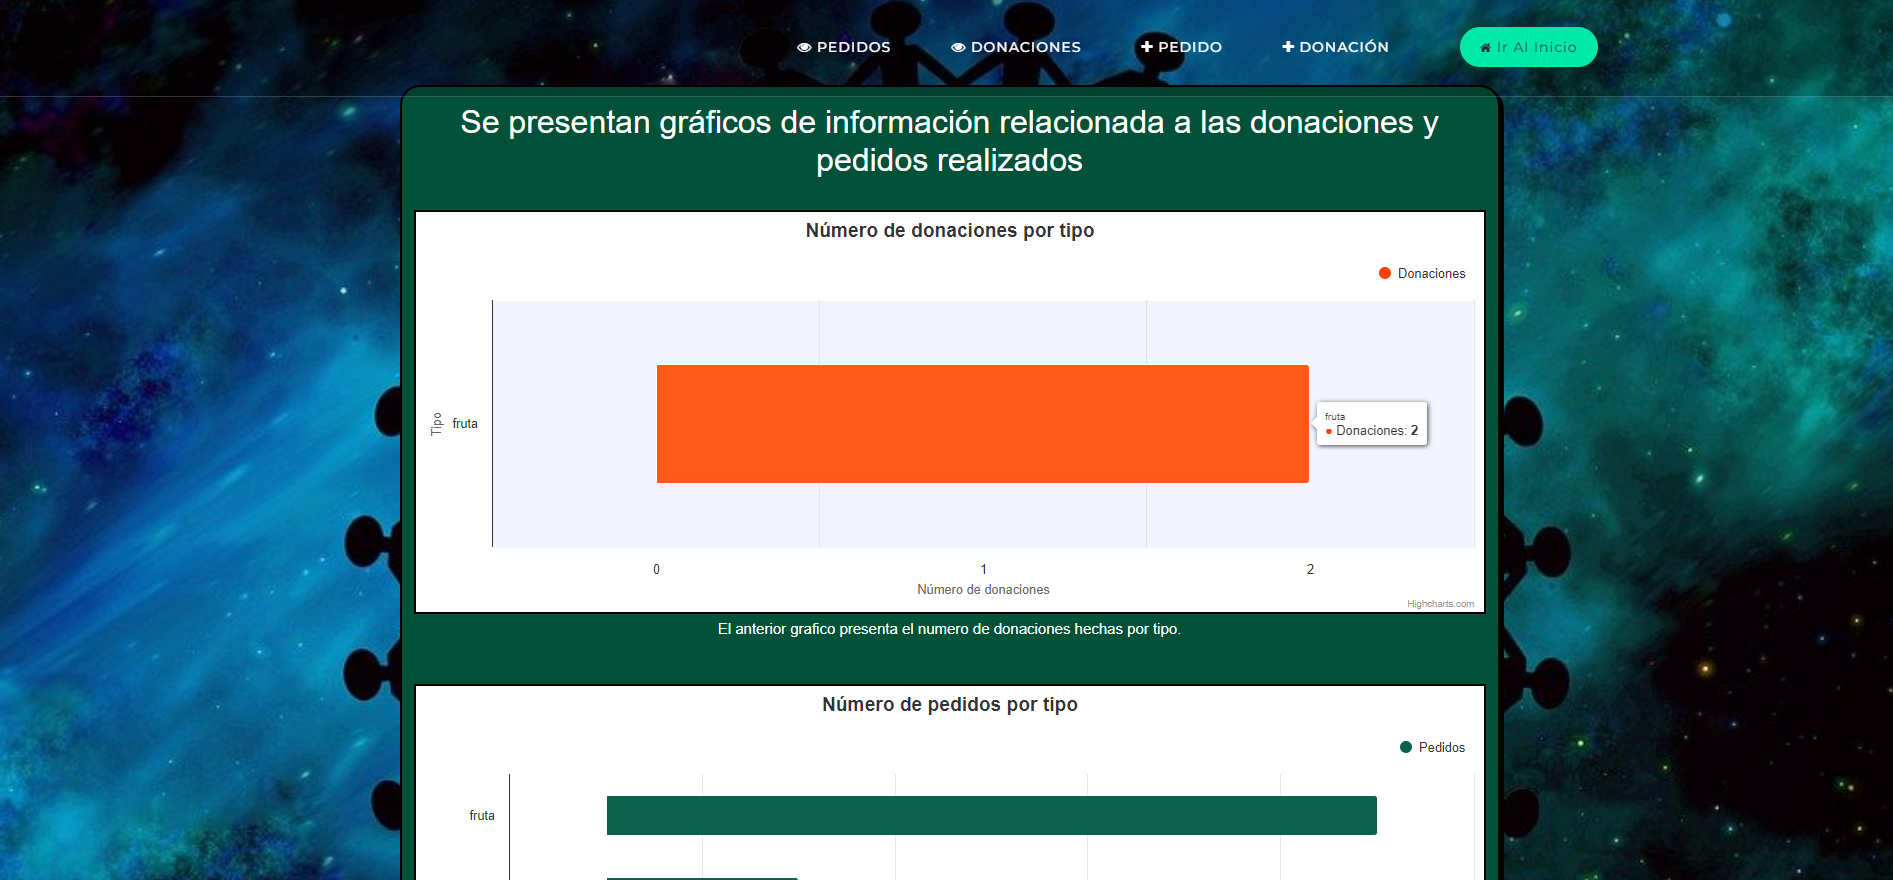 PEDIDOS
DONACIONES
PEDIDO
DONACIÓN
Ir Al Inicio
Se presentan gráficos de información relacionada a las donaciones y
pedidos realizados
Número de donaciones por tipo
Donaciones
Tipo
fruta
fruta
Donaciones: 2
0 1 2
Número de donaciones
Highcharts.com
El anterior grafico presenta el numero de donaciones hechas por tipo.
Número de pedidos por tipo
Pedidos
fruta